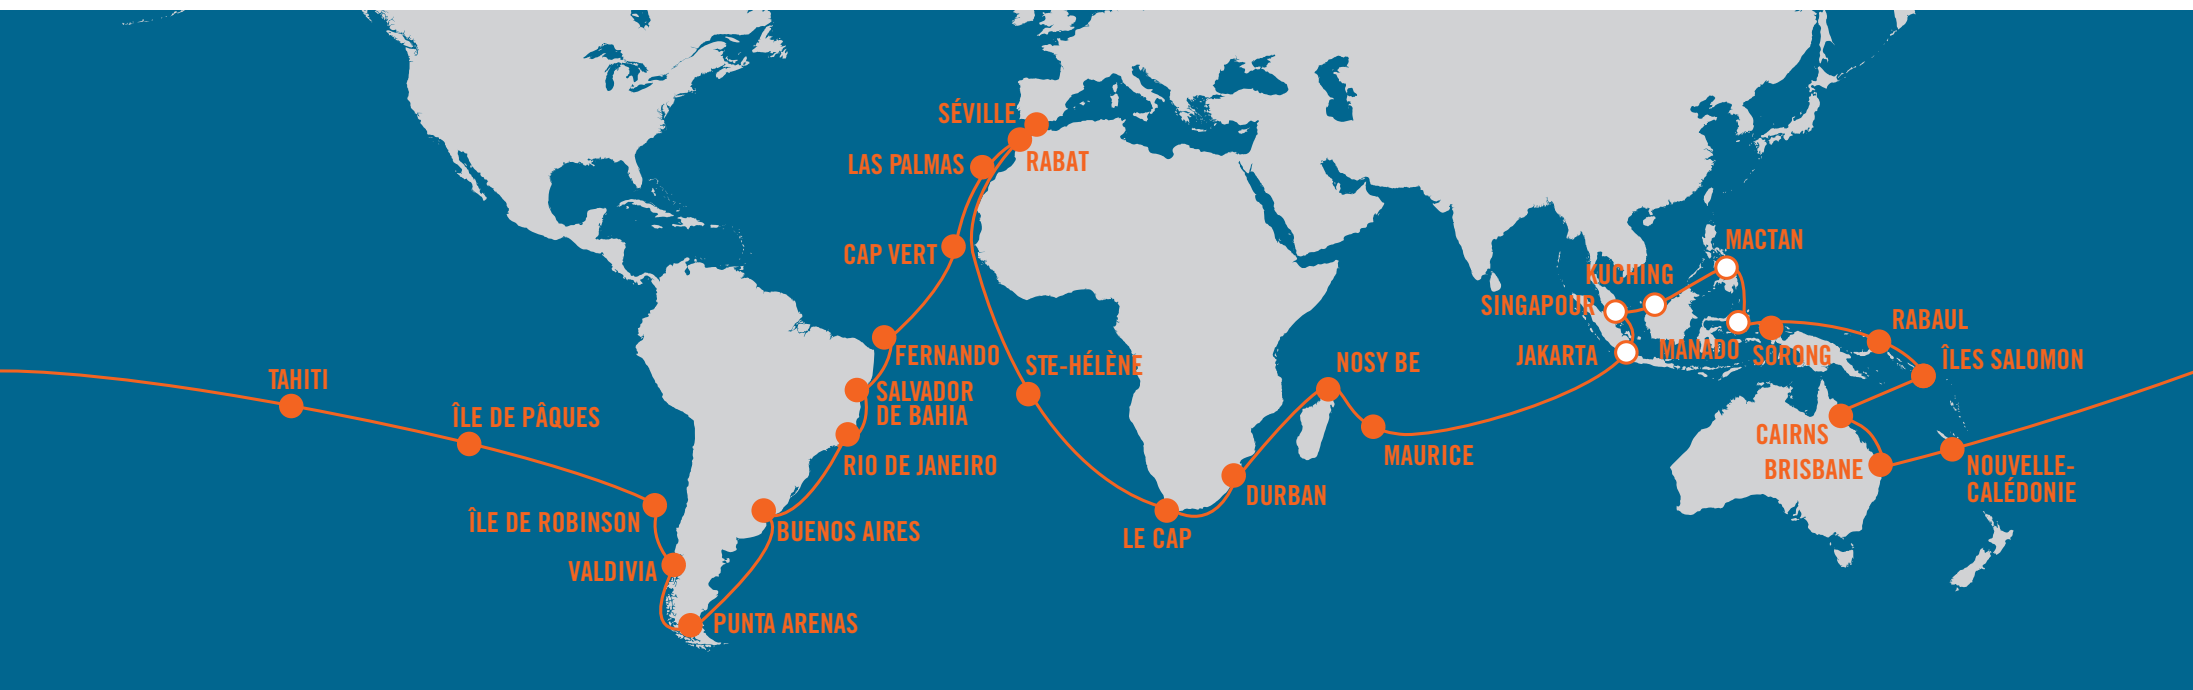 SÉVILLE
RABAT
LAS PALMAS
CAP VERT
FERNANDO
SALVADOR
DE BAHIA
RIO DE JANEIRO
BUENOS AIRES
PUNTA ARENAS
VALDIVIA
ÎLE DE ROBINSON
ÎLE DE PÂQUES
TAHITI
NOUVELLE-
CALÉDONIE
BRISBANE
CAIRNS
ÎLES SALOMON
RABAUL
SORONG
MANADO
MACTAN
KUCHING
SINGAPOUR
JAKARTA
MAURICE
NOSY BE
DURBAN
LE CAP
STE-HÉLÈNE